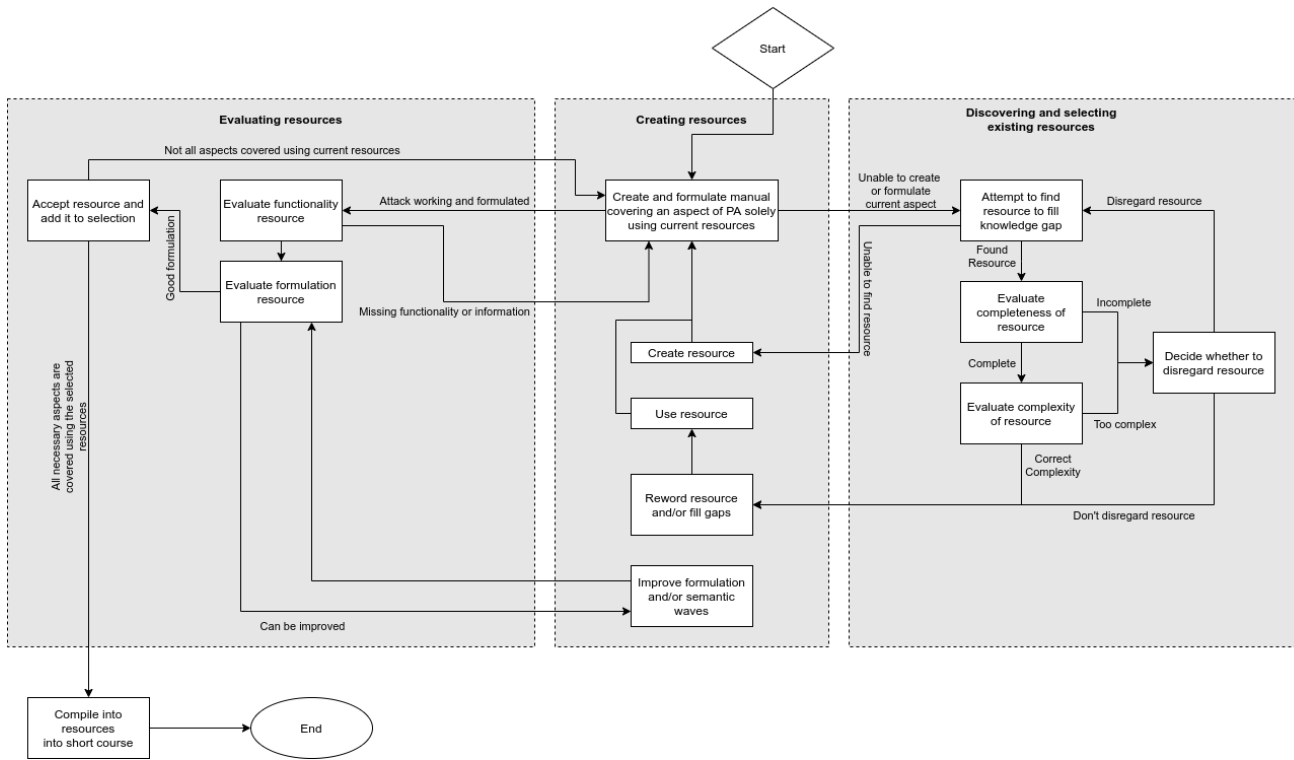 Start
Evaluating resources
Creating resources
Discovering and selecting
existing resources
Not all aspects covered using current resources
Accept resource and
add it to selection
Evaluate functionality
resource
Attack working and formulated
Create and formulate manual
covering an aspect of PA solely
using current resources
Unable to create
or formulate
current aspect
Attempt to find
resource to fill
knowledge gap
Disregard resource
Good formulation
Evaluate formulation
resource
Missing functionality or information
Unable to find resource
Found
Resource
Evaluate
completeness of
resource
Incomplete
Create resource
Complete
Decide whether to
disregard resource
Use resource
Evaluate complexity
of resource
Too complex
All necessary aspects are
covered using the selected
resources
Correct
Complexity
Reword resource
and/or fill gaps
Don't disregard resource
Improve formulation
and/or semantic
waves
Can be improved
Compile into
resources
into short course
End